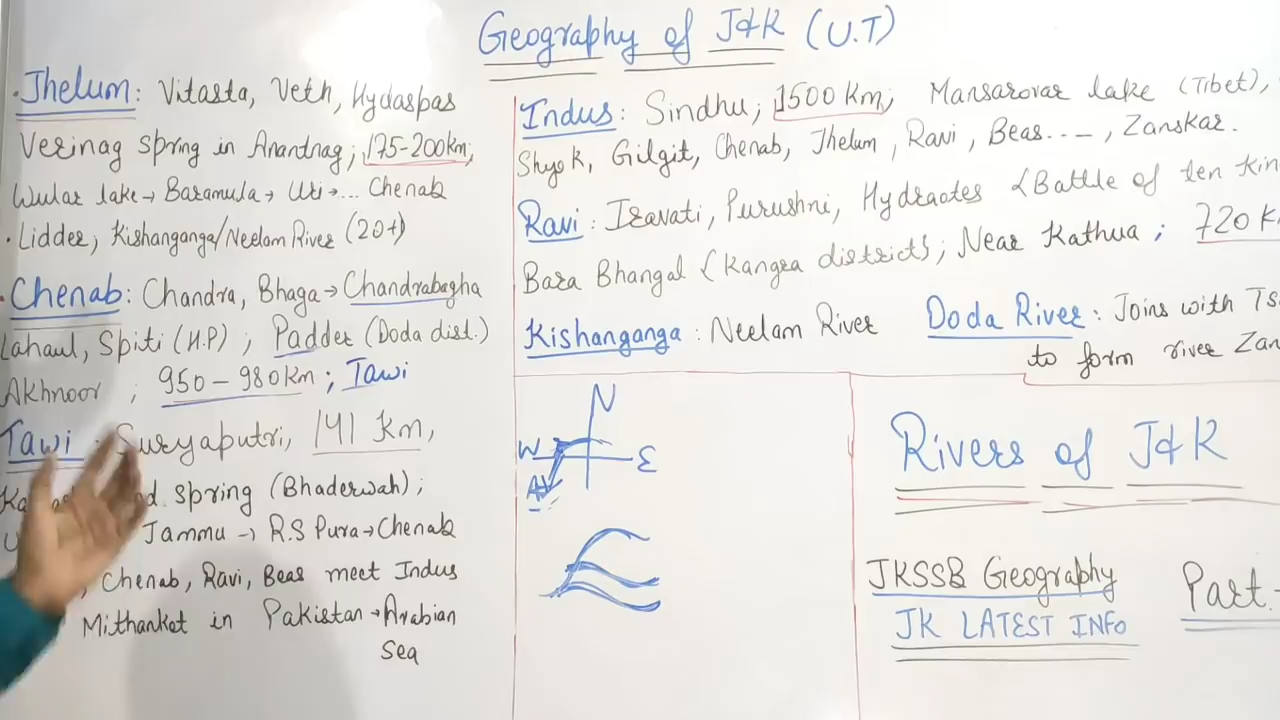 Geography of J&K (U.T)
· Jhelum : Vitasta, Veth, Hydaspas
Verinag spring in Anantnag; 175-200km;
Wular lake → Baramula → Uri → ... Chenab
· Lidder, Kishanganga/Neelam River (20+)
· Chenab : Chandra, Bhaga → Chandrabagha
Lahaul, Spiti (H.P) ; Padder (Doda dist.)
Akhnoor ; 950 - 980km ; Tawi
Tawi : Suryaputri, 141 Km,
spring (Bhaderwah) ;
Jammu → R.S Pura → Chenab
, Chenab, Ravi, Beas meet Indus
Mithanket in Pakistan → Arabian
Sea
Indus : Sindhu, 1500 Km, Mansarovar lake (Tibet),
Shyok, Gilgit, Chenab, Jhelum, Ravi, Beas..--, Zanskar.
Ravi : Iravati, Purushni, Hydraotes (Battle of ten Kin
Bara Bhangal (Kangra district); Near Kathua ; 720 K
Kishanganga : Neelam River
Doda River : Joins with Ts
to form river Zan
N
W E
Rivers of J&K
JKSSB Geography
JK LATEST INFO
Part-